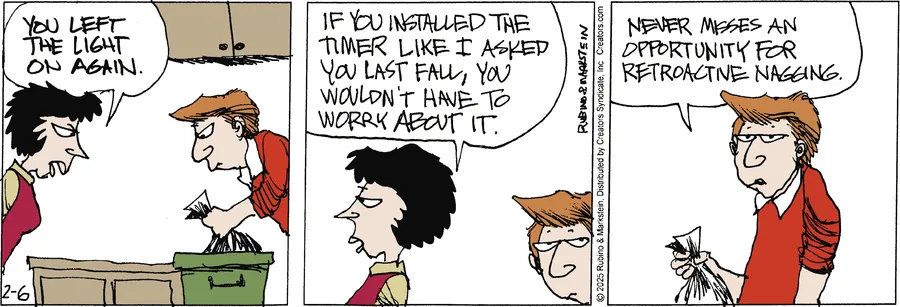 YOU LEFT
THE LIGHT
ON AGAIN.
2-6
IF YOU INSTALLED THE
TIMER LIKE I ASKED
YOU LAST FALL, YOU
WOULDN'T HAVE TO
WORRY ABOUT IT.
RUBINO & MARKSTEIN
© 2025 Rubino & Markstein, Distributed by Creators Syndicate, Inc. Creators.com
NEVER MISSES AN
OPPORTUNITY FOR
RETROACTIVE NAGGING.